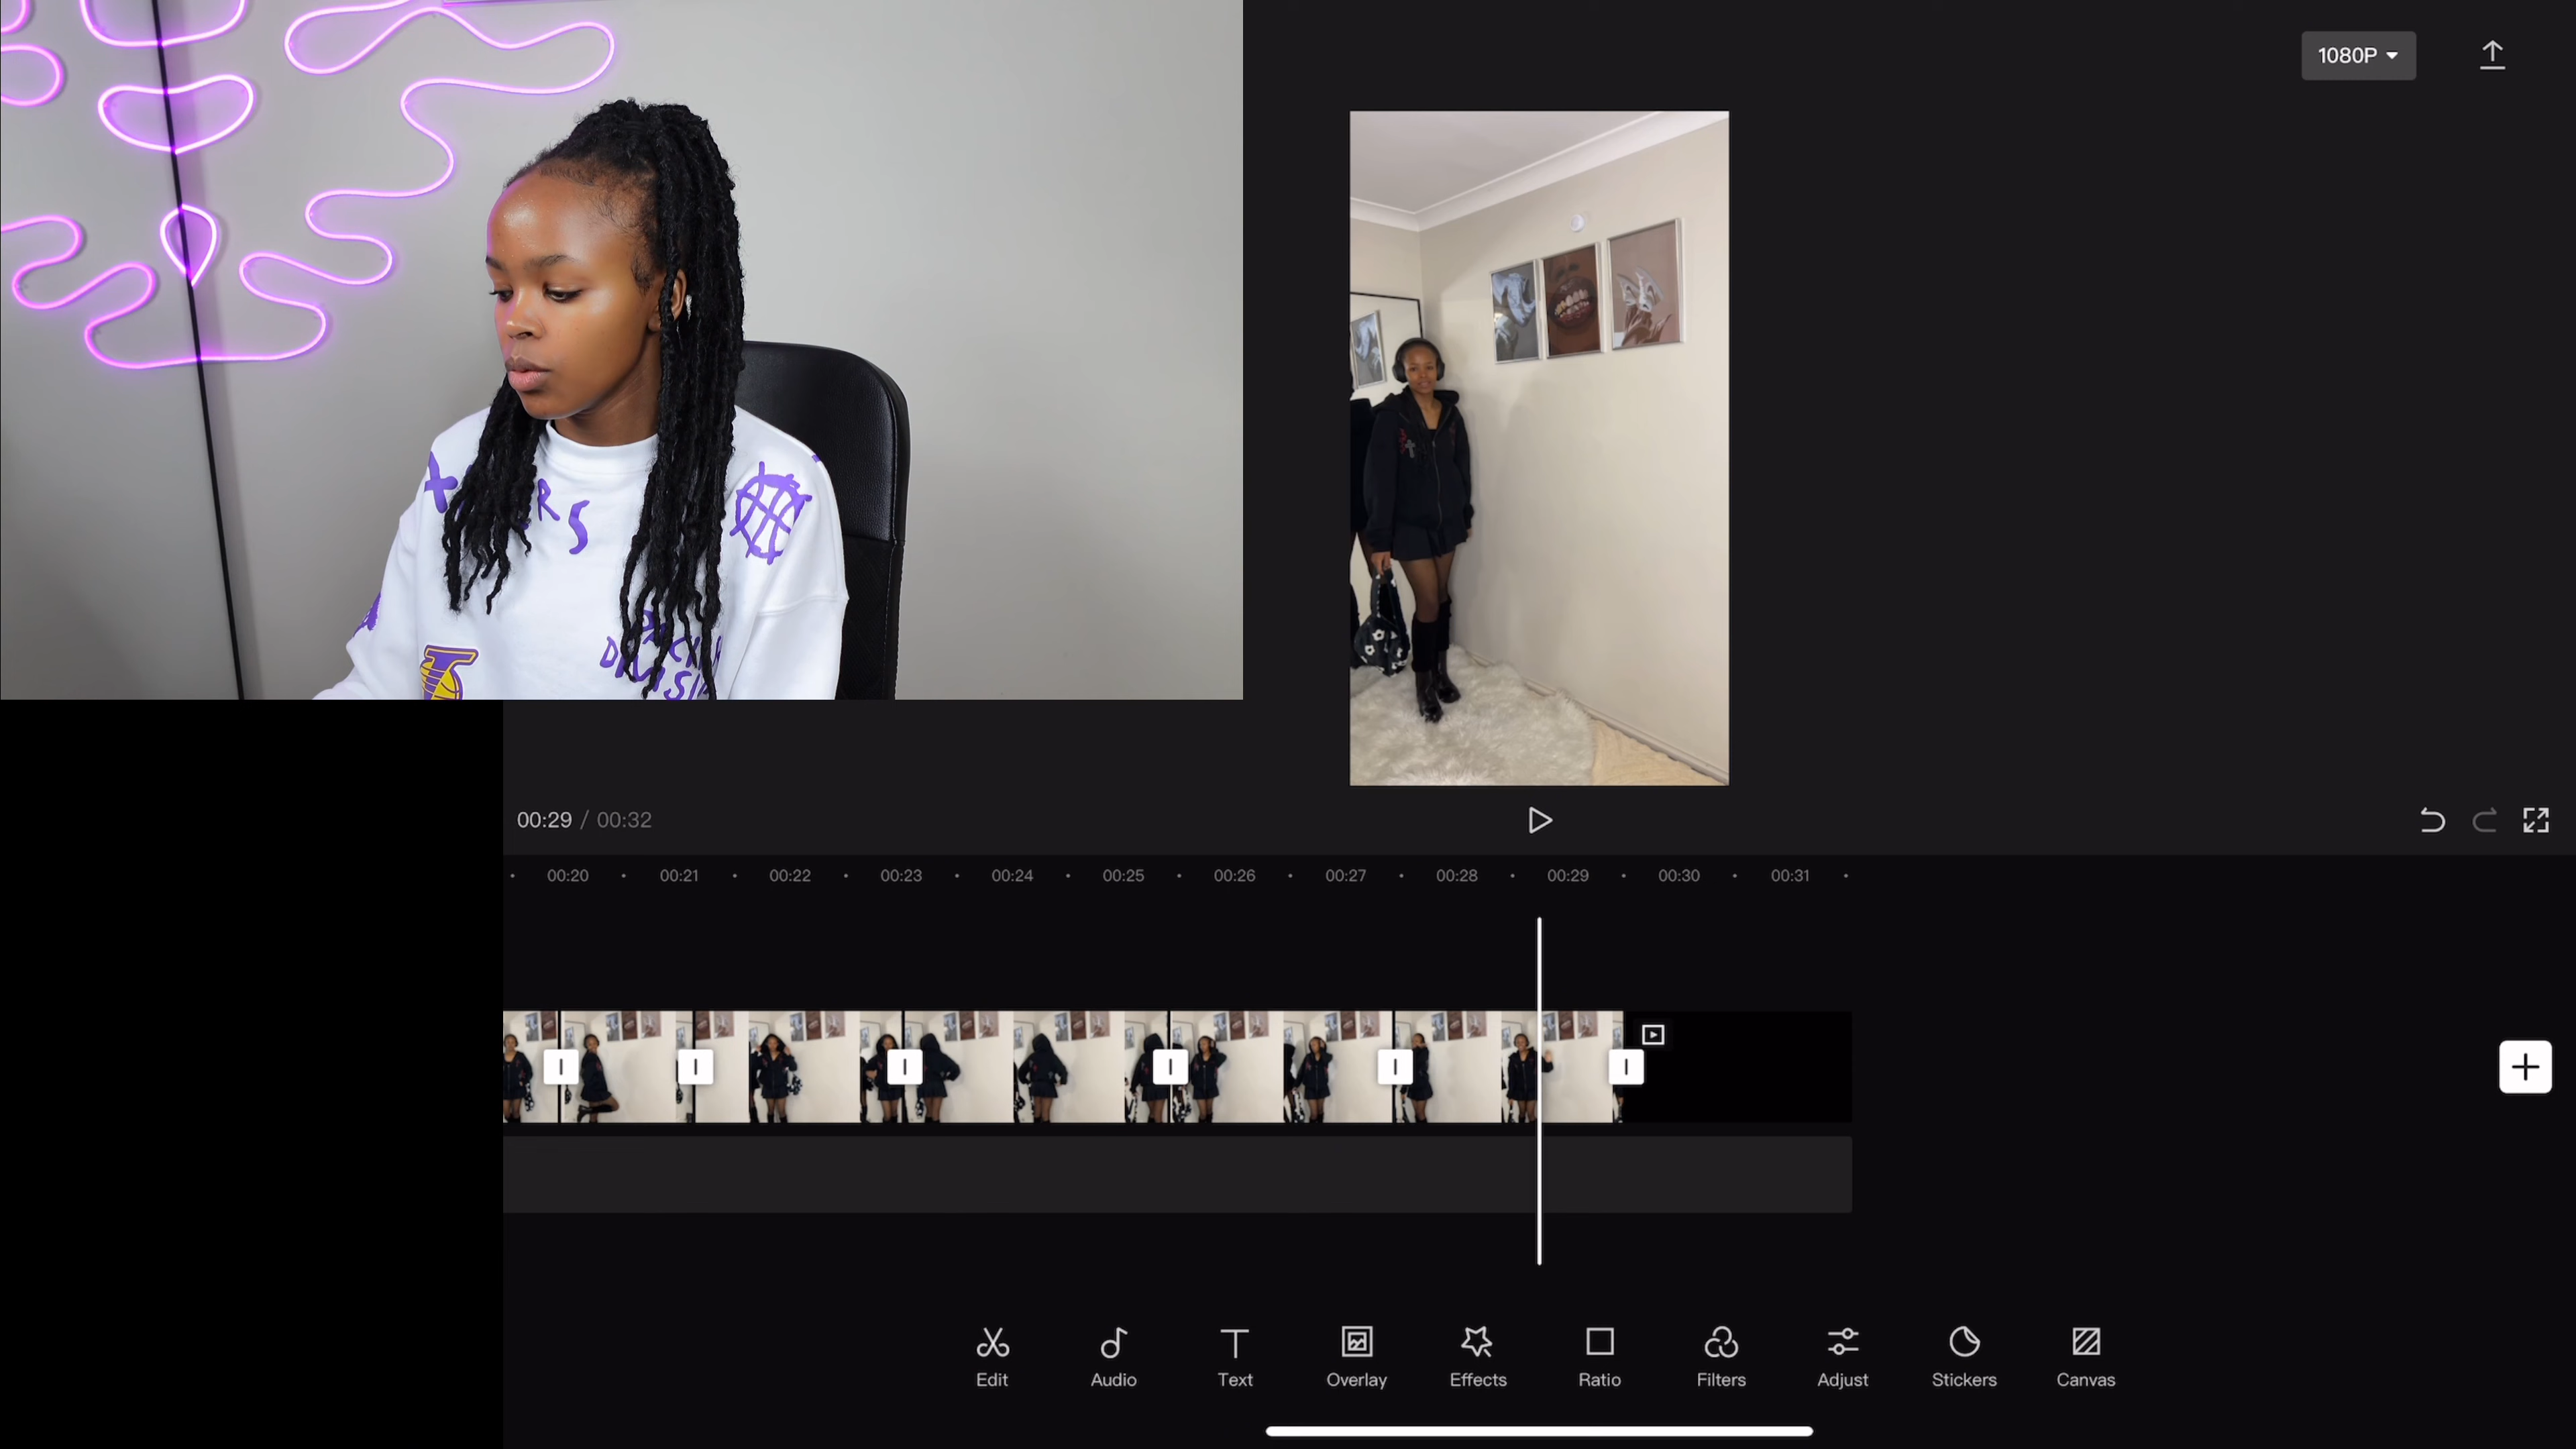 1080P
00:29 / 00:32
00:20 00:21 00:22 00:23 00:24 00:25 00:26 00:27 00:28 00:29 00:30 00:31
Edit Audio Text Overlay Effects Ratio Filters Adjust Stickers Canvas